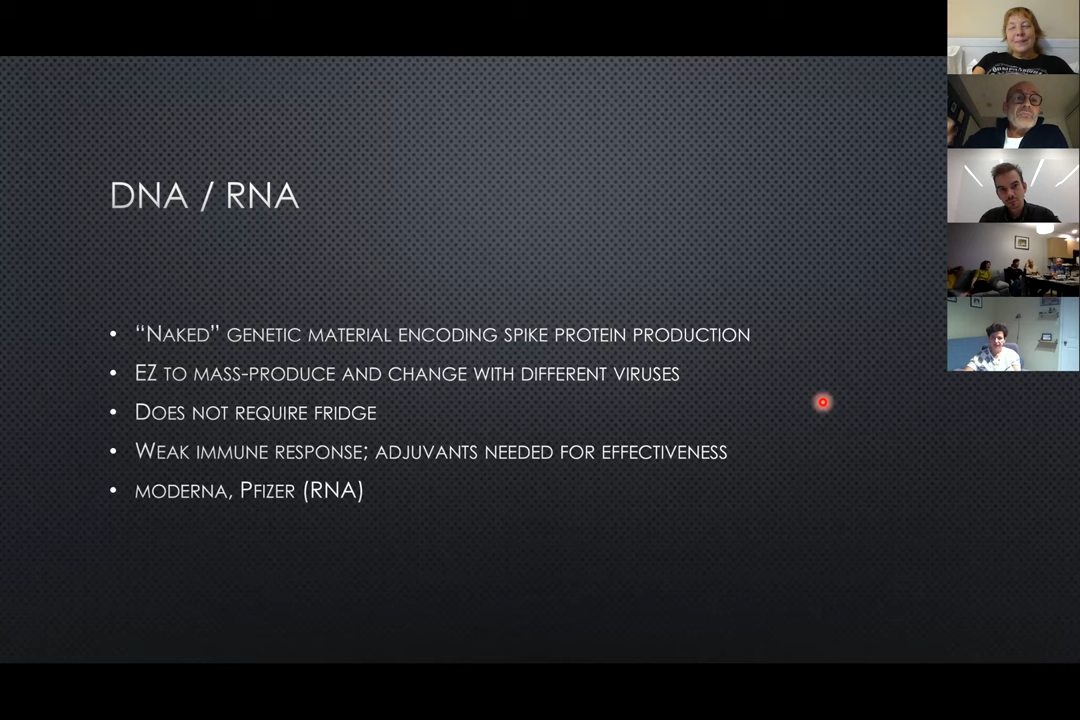 DNA / RNA
• “Naked” genetic material encoding spike protein production
• EZ to mass-produce and change with different viruses
• Does not require fridge
• Weak immune response; adjuvants needed for effectiveness
• moderna, Pfizer (RNA)